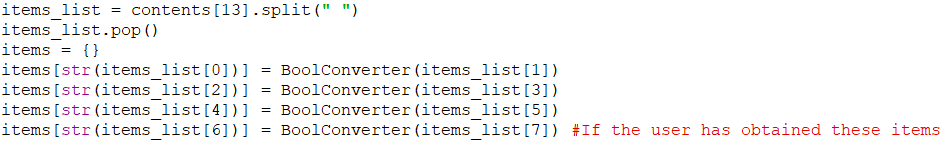 items_list = contents[13].split(" ")
items_list.pop()
items = {}
items[str(items_list[0])] = BoolConverter(items_list[1])
items[str(items_list[2])] = BoolConverter(items_list[3])
items[str(items_list[4])] = BoolConverter(items_list[5])
items[str(items_list[6])] = BoolConverter(items_list[7]) #If the user has obtained these items